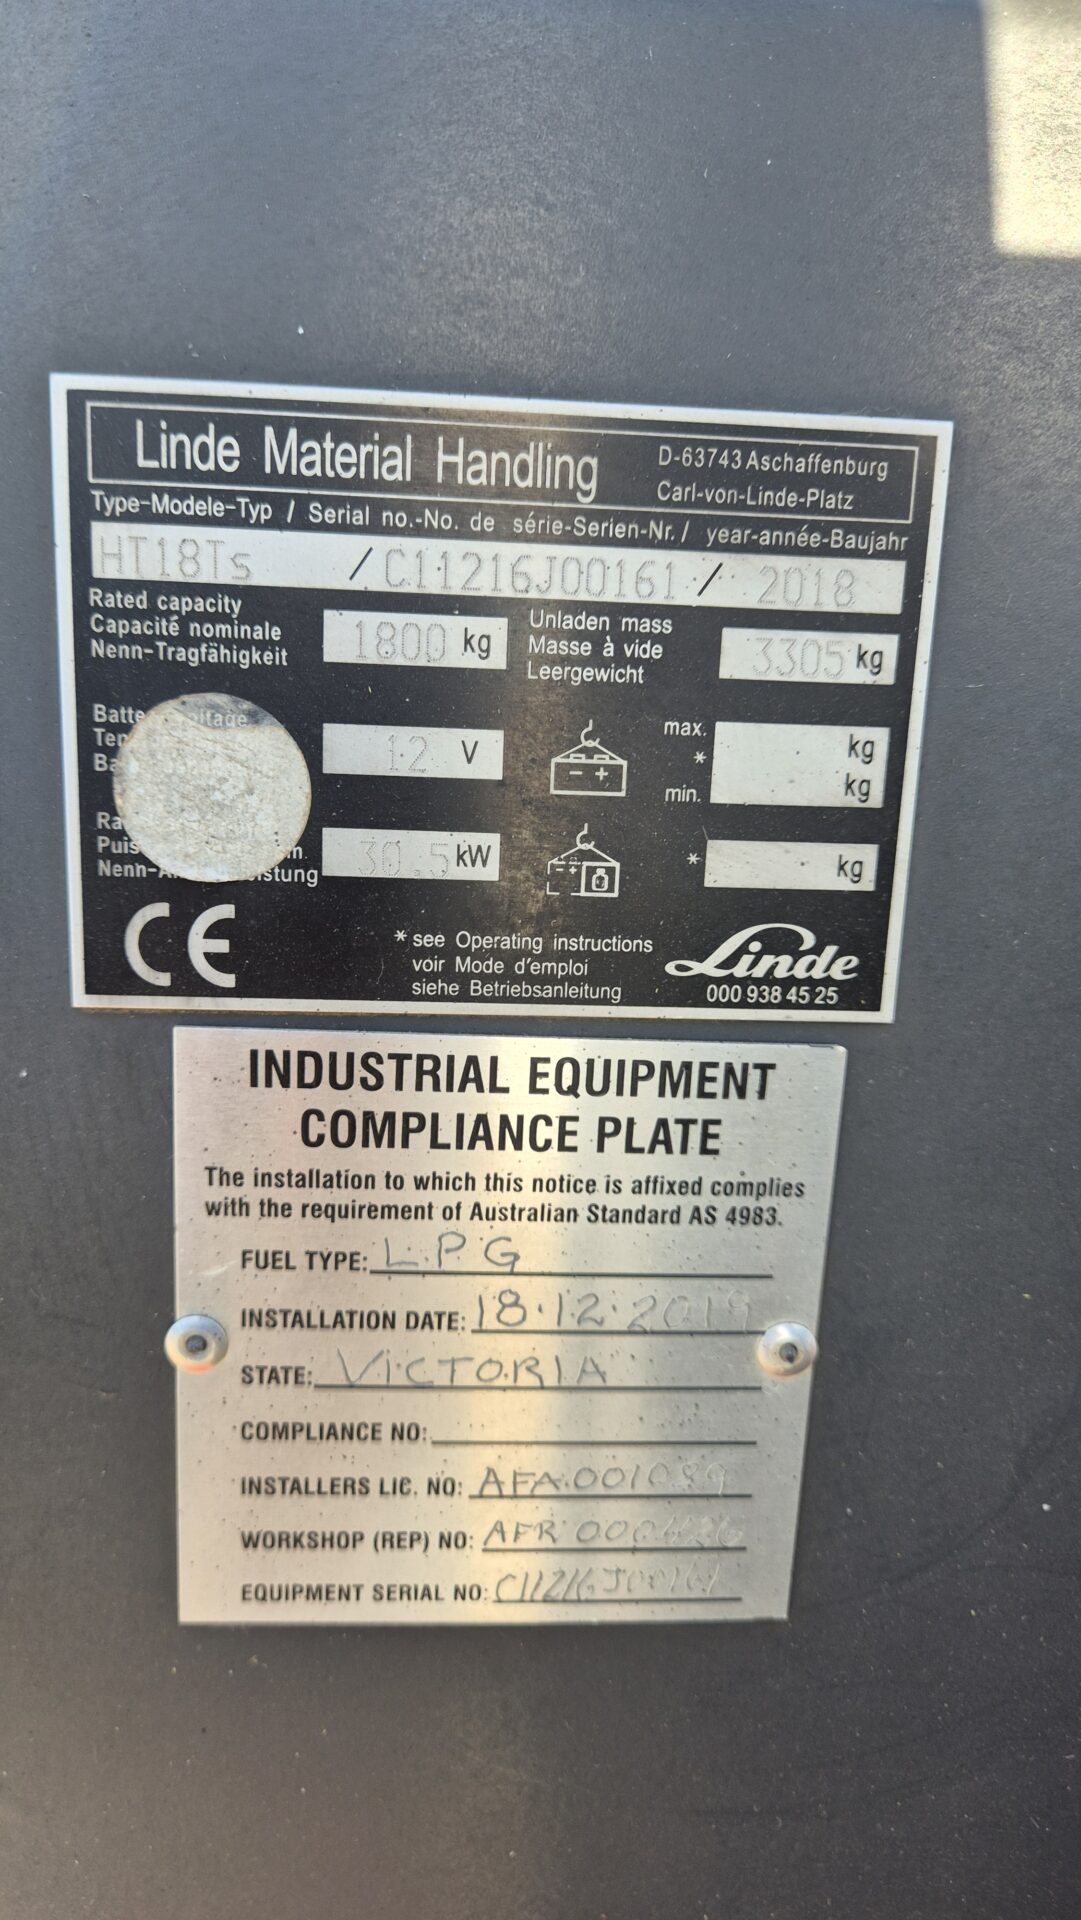 Linde Material Handling
D-63743 Aschaffenburg
Carl-von-Linde-Platz
Type-Modele-Typ / Serial no.-No. de série-Serien-Nr. / year-année-Baujahr
HT18Ts / C11216J00161 / 2018
Rated capacity
Capacité nominale
Nenn-Tragfähigkeit
1800 kg
Unladen mass
Masse à vide
Leergewicht
3305 kg
12 V
max. kg
*
min. kg
30.5 kW
- +
* kg
CE
* see Operating instructions
voir Mode d'emploi
siehe Betriebsanleitung
Linde
000 938 45 25
INDUSTRIAL EQUIPMENT
COMPLIANCE PLATE
The installation to which this notice is affixed complies
with the requirement of Australian Standard AS 4983.
FUEL TYPE: LPG
INSTALLATION DATE: 18.12.2019
STATE: VICTORIA
COMPLIANCE NO:
INSTALLERS LIC. NO: AFA001089
WORKSHOP (REP) NO:
EQUIPMENT SERIAL NO: C11216J00161